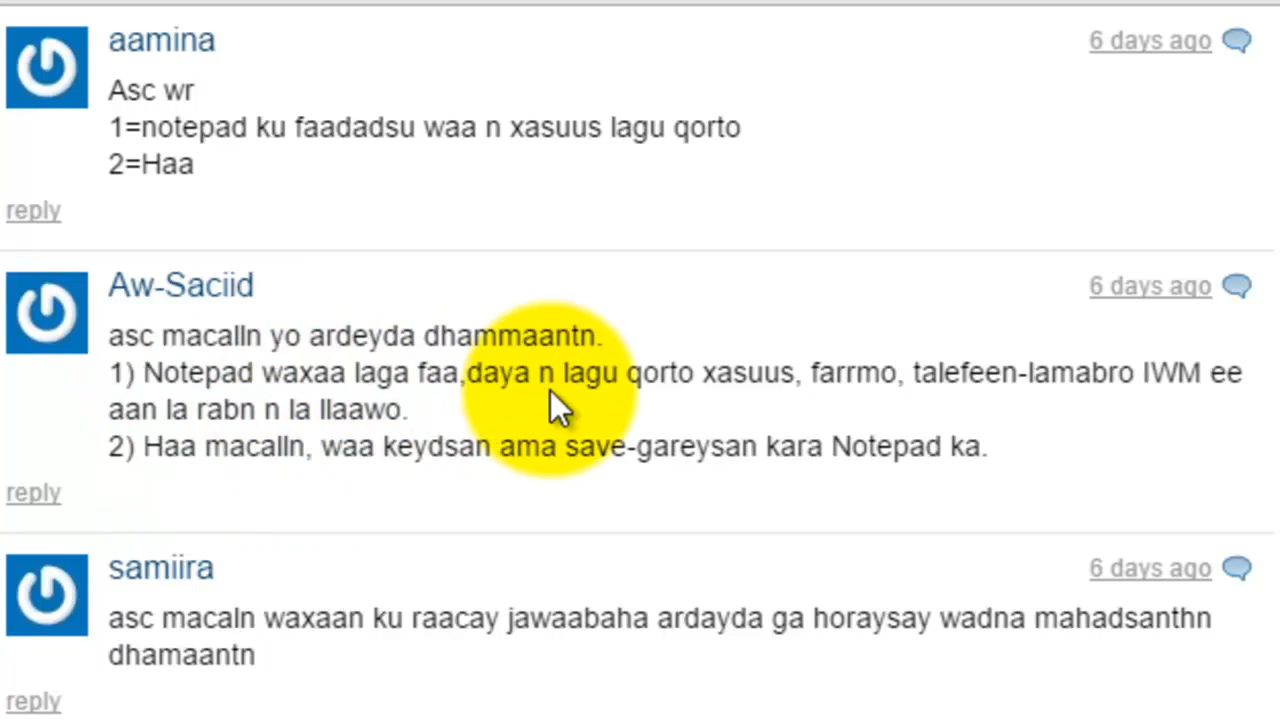 aamina
6 days ago
Asc wr
1=notepad ku faadadsu waa n xasuus lagu qorto
2=Haa
reply
Aw-Saciid
6 days ago
asc macalln yo ardeyda dhammaantn.
1) Notepad waxaa laga faa,daya n lagu qorto xasuus, farrmo, talefeen-lamabro IWM ee
aan la rabn n la llaawo.
2) Haa macalln, waa keydsan ama save-gareysan kara Notepad ka.
reply
samiira
6 days ago
asc macaln waxaan ku raacay jawaabaha ardayda ga horaysay wadna mahadsanthn
dhamaantn
reply